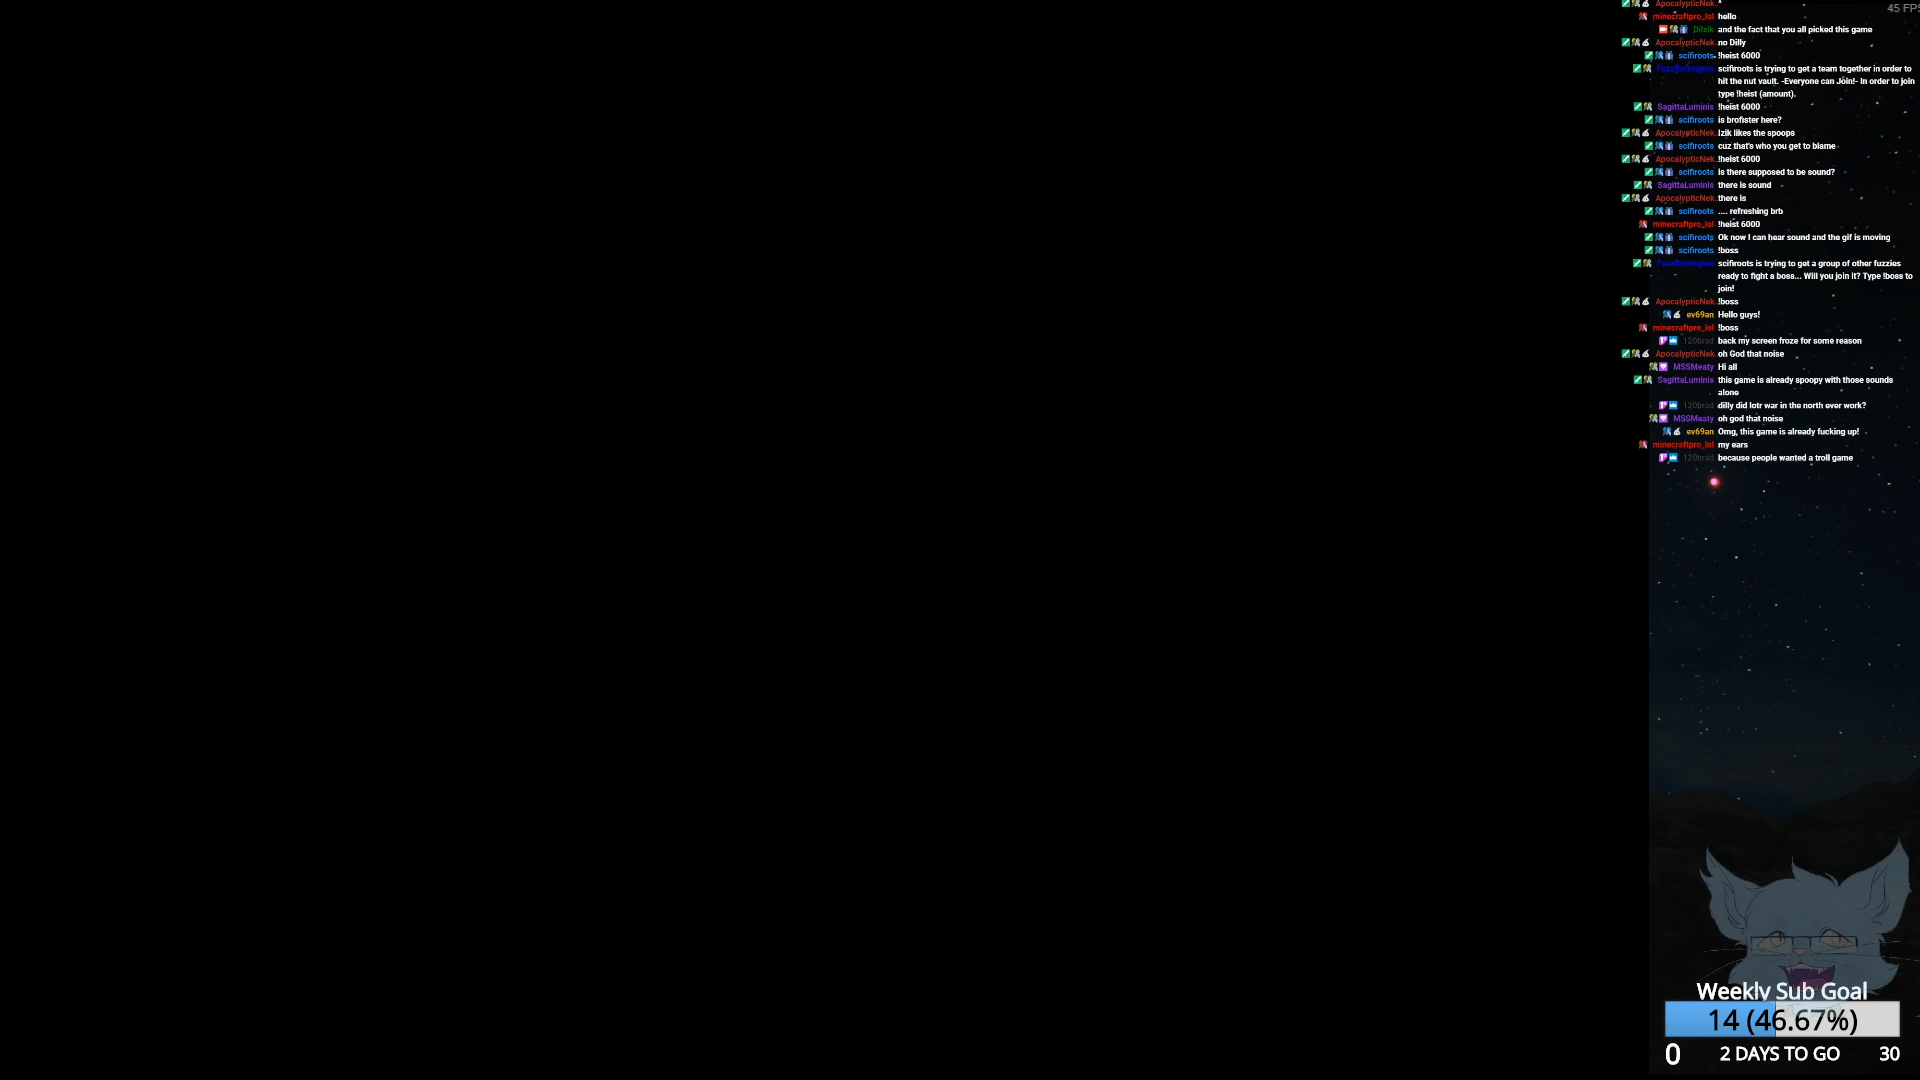 45 FPS
ApocalypticNek.
minecraftpro_lol hello
Dilzik and the fact that you all picked this game
ApocalypticNek. no Dilly
scifiroots !heist 6000
scifiroots is trying to get a team together in order to
hit the nut vault. -Everyone can Join!- In order to join
type !heist (amount).
SagittaLuminis !heist 6000
scifiroots is brofister here?
ApocalypticNek. Izik likes the spoops
scifiroots cuz that's who you get to blame
ApocalypticNek. !heist 6000
scifiroots Is there supposed to be sound?
SagittaLuminis there is sound
ApocalypticNek. there is
scifiroots .... refreshing brb
minecraftpro_lol !heist 6000
scifiroots Ok now I can hear sound and the gif is moving
scifiroots !boss
scifiroots is trying to get a group of other fuzzies
ready to fight a boss... Will you join it? Type !boss to
join!
ApocalypticNek. !boss
ev69an Hello guys!
minecraftpro_lol !boss
120brad back my screen froze for some reason
ApocalypticNek. oh God that noise
MSSMeaty Hi all
SagittaLuminis this game is already spoopy with those sounds
alone
120brad dilly did lotr war in the north ever work?
MSSMeaty oh god that noise
ev69an Omg, this game is already fucking up!
minecraftpro_lol my ears
120brad because people wanted a troll game
Weekly Sub Goal
14 (46.67%)
0 2 DAYS TO GO 30